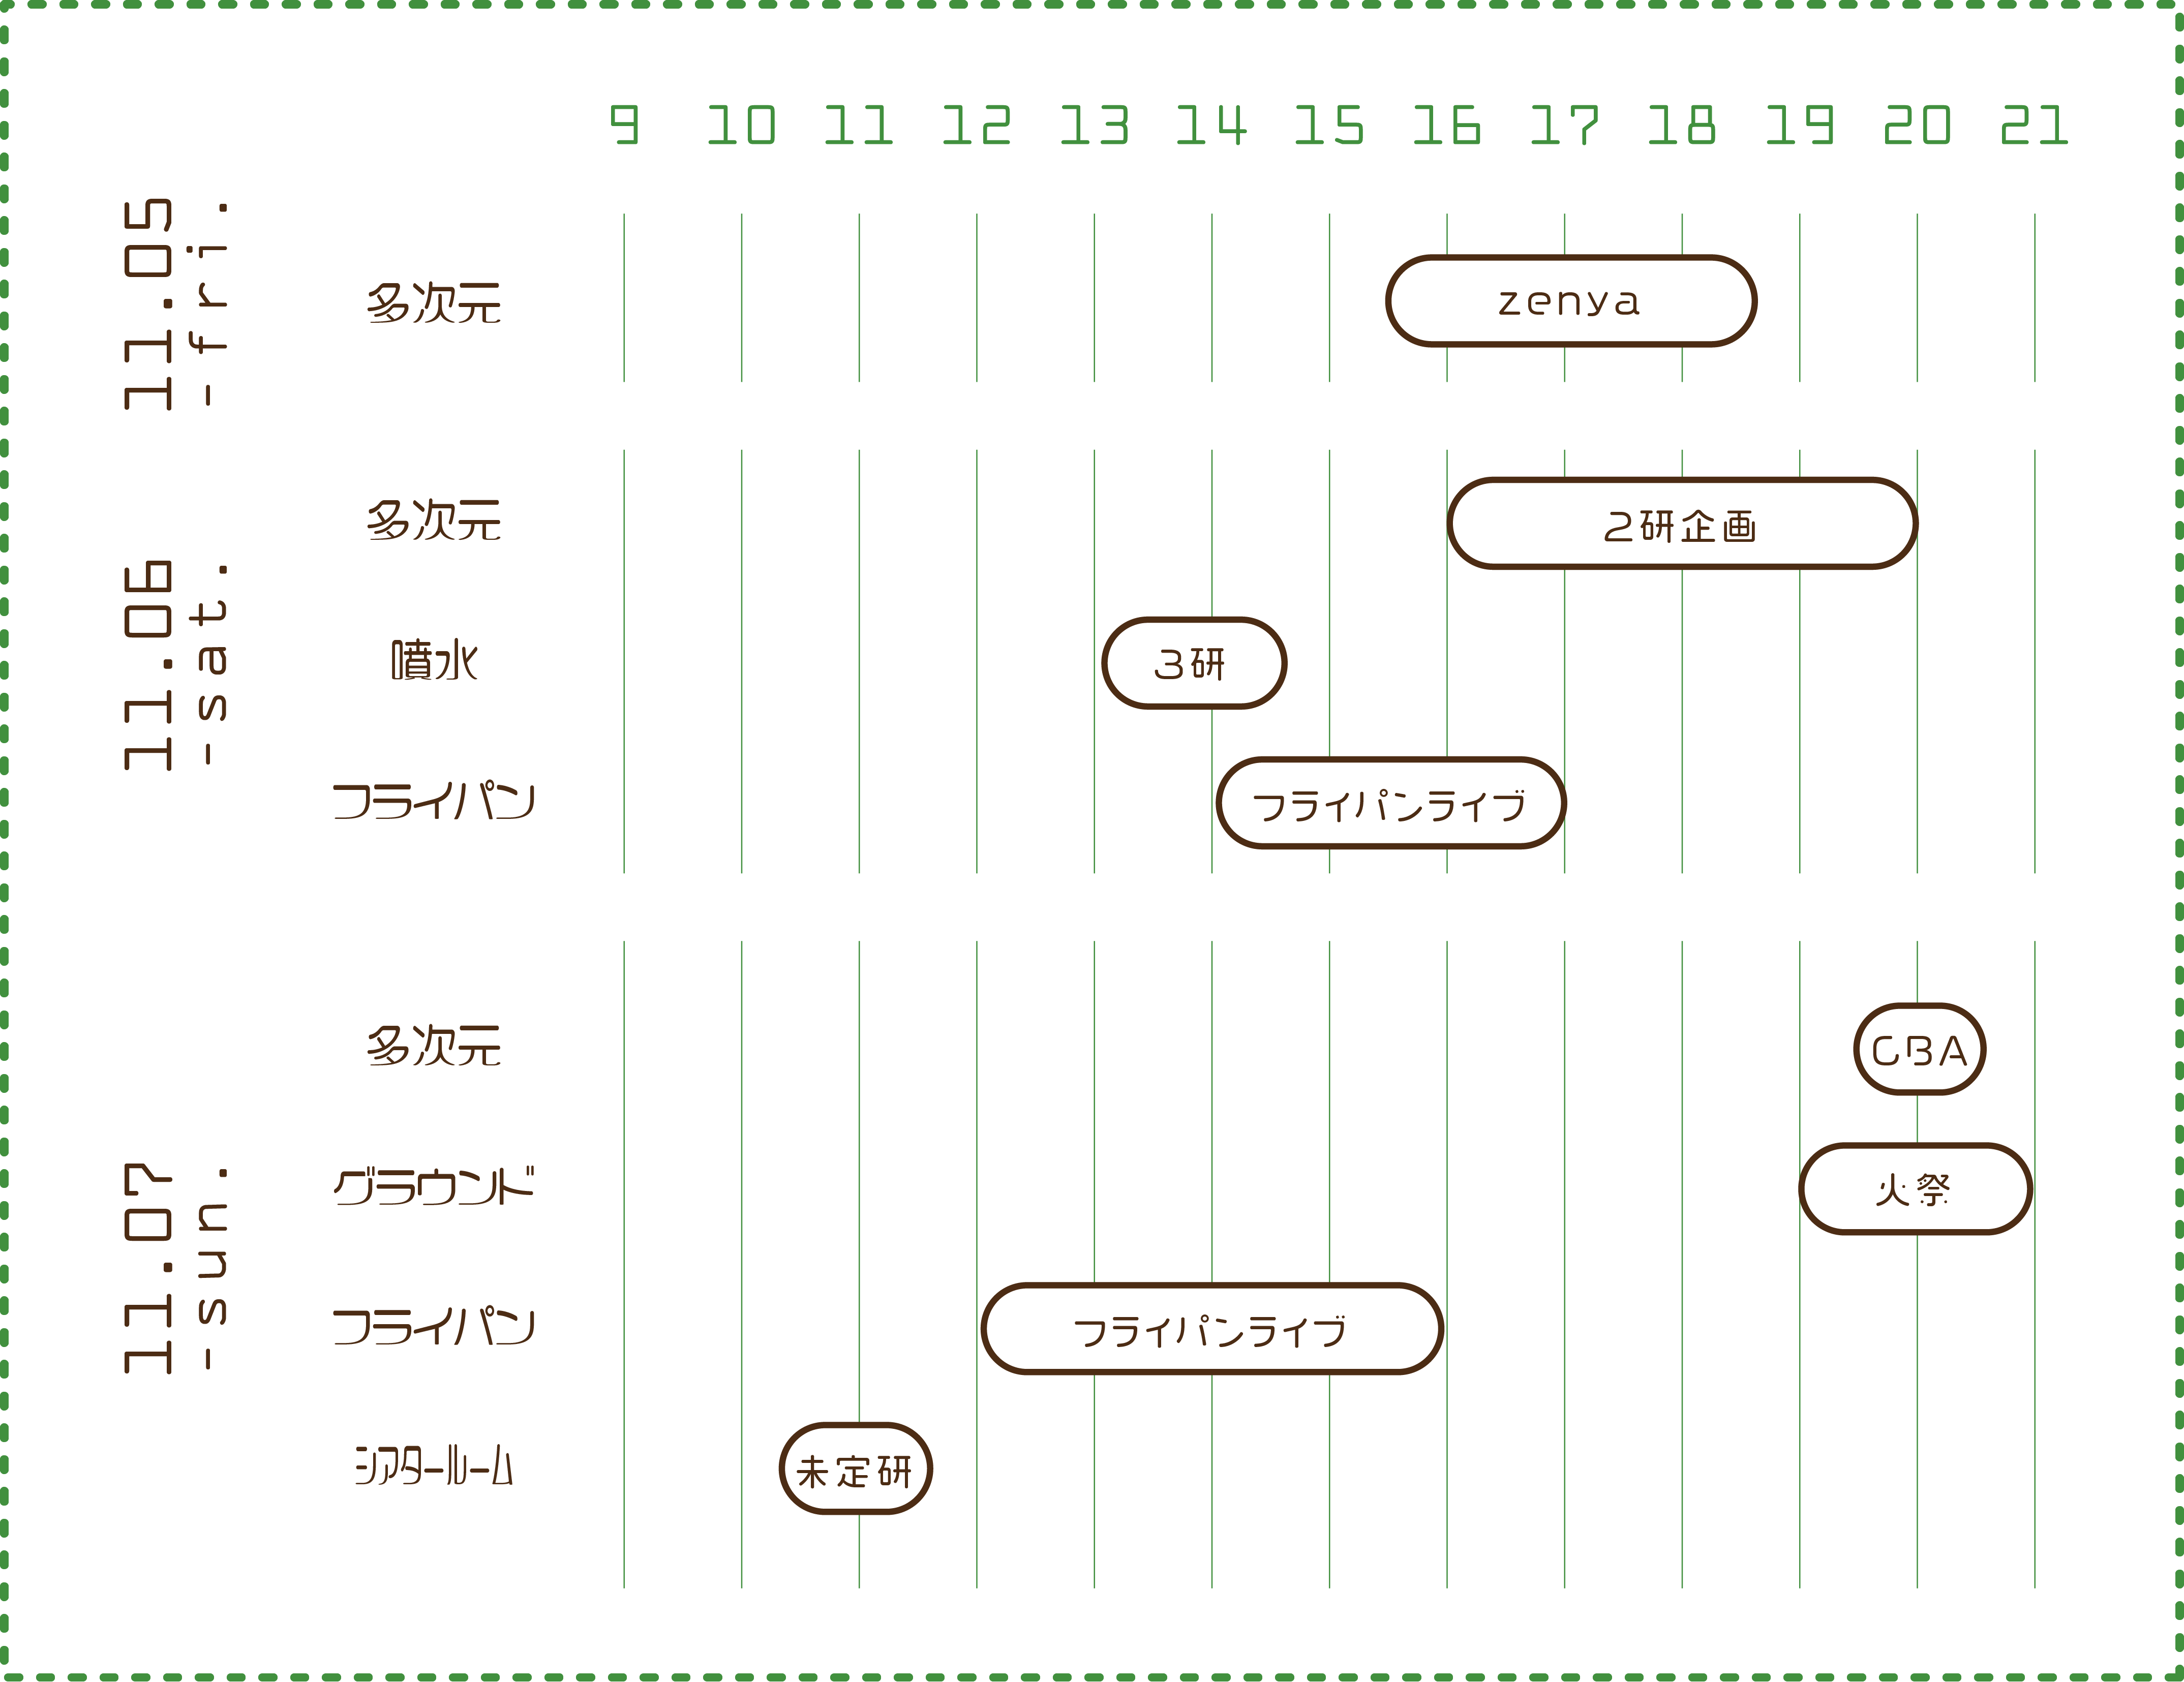 9 10 11 12 13 14 15 16 17 18 19 20 21
11.05
-fri.
多次元 zenya
11.06
-sat.
多次元 2研企画
噴水 3研
フライパン フライパンライブ
11.07
-sun.
多次元 CBA
グラウンド 火祭
フライパン フライパンライブ
シアタールーム 未定研